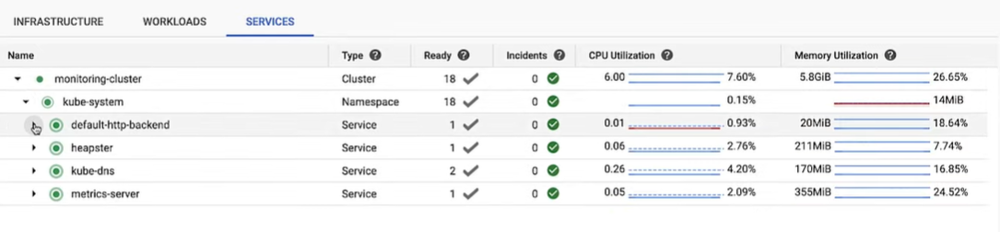 INFRASTRUCTURE WORKLOADS SERVICES
Name Type Ready Incidents CPU Utilization Memory Utilization
monitoring-cluster Cluster 18 0 6.00 7.60% 5.8GiB 26.65%
kube-system Namespace 18 0 0.15% 14MiB
default-http-backend Service 1 0 0.01 0.93% 20MiB 18.64%
heapster Service 1 0 0.06 2.76% 211MiB 7.74%
kube-dns Service 2 0 0.26 4.20% 170MiB 16.85%
metrics-server Service 1 0 0.05 2.09% 355MiB 24.52%